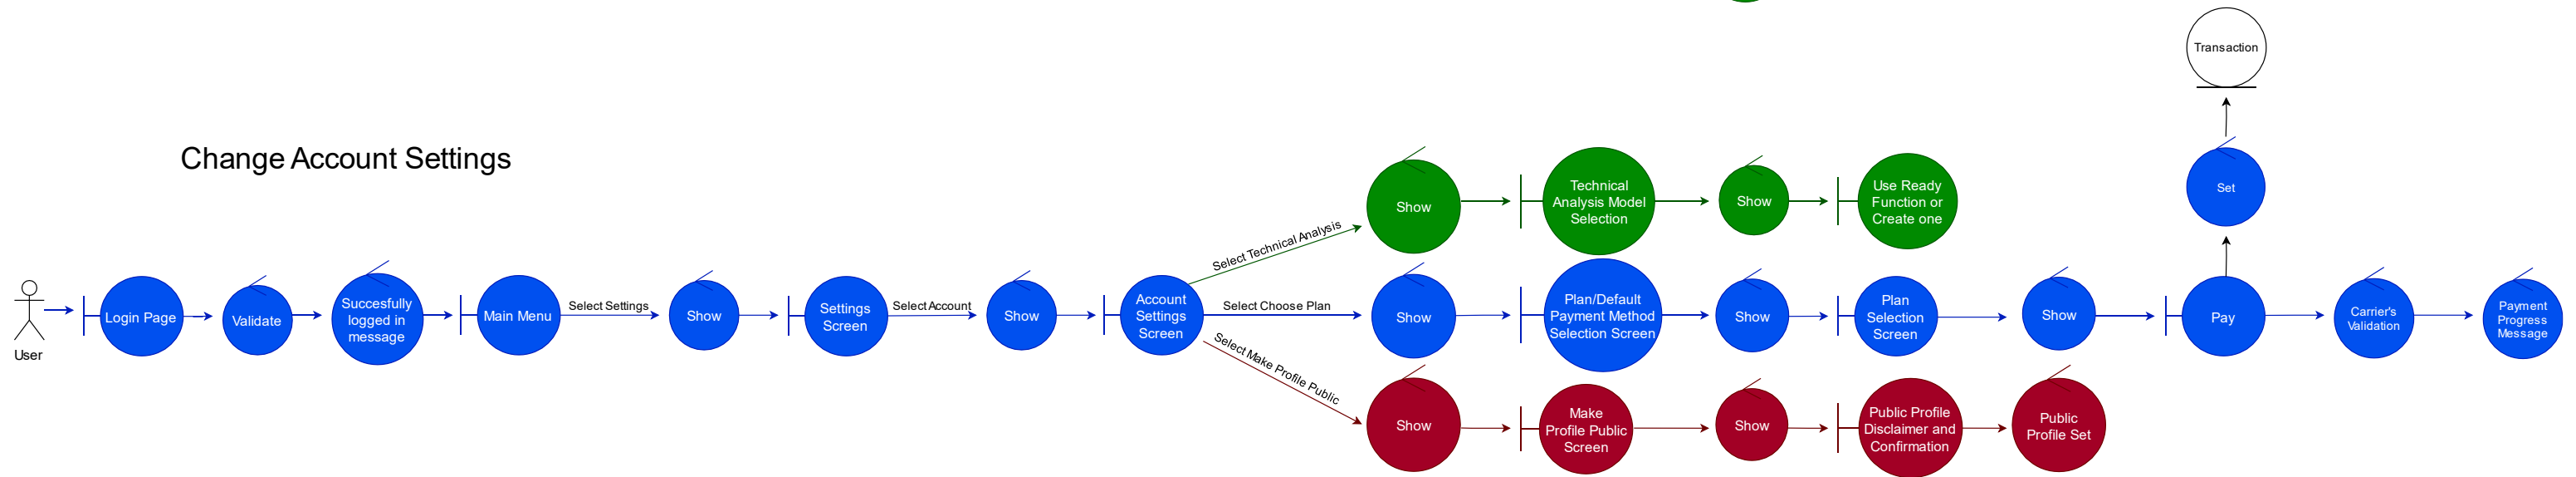 Transaction
Change Account Settings
Set
Select Technical Analysis
Show
Technical
Analysis Model
Selection
Show
Use Ready
Function or
Create one
User
Login Page
Validate
Succesfully
logged in
message
Main Menu
Select Settings
Show
Settings
Screen
Select Account
Show
Account
Settings
Screen
Select Choose Plan
Show
Plan/Default
Payment Method
Selection Screen
Show
Plan
Selection
Screen
Show
Pay
Carrier's
Validation
Payment
Progress
Message
Select Make Profile Public
Show
Make
Profile Public
Screen
Show
Public Profile
Disclaimer and
Confirmation
Public
Profile Set